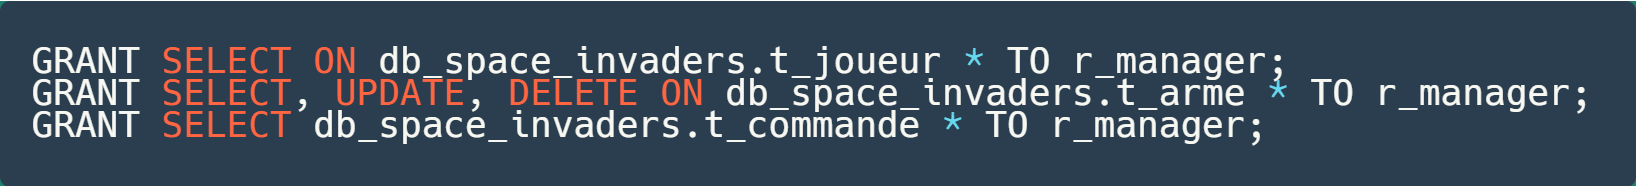 GRANT SELECT ON db_space_invaders.t_joueur * TO r_manager;
GRANT SELECT, UPDATE, DELETE ON db_space_invaders.t_arme * TO r_manager;
GRANT SELECT db_space_invaders.t_commande * TO r_manager;